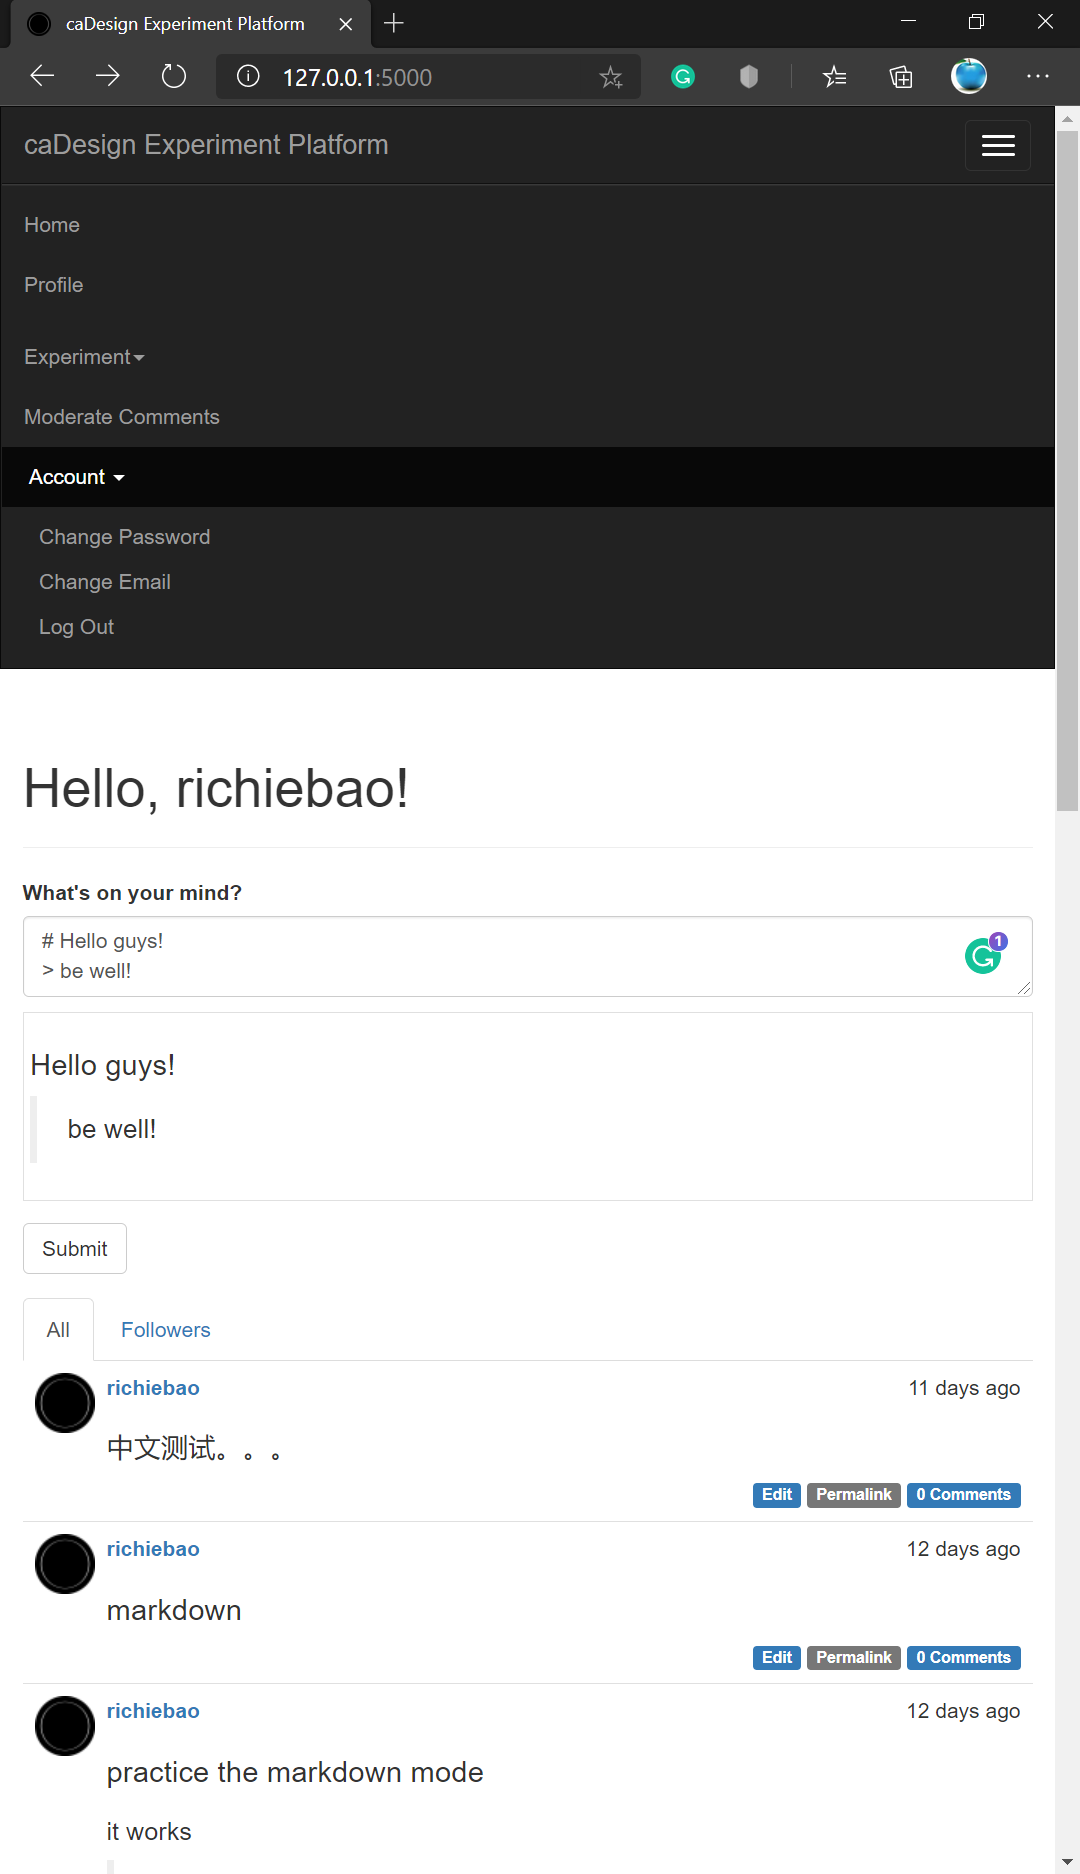 caDesign Experiment Platform
127.0.0.1:5000
caDesign Experiment Platform
Home
Profile
Experiment
Moderate Comments
Account
Change Password
Change Email
Log Out
Hello, richiebao!
What's on your mind?
# Hello guys!
> be well!
1
Hello guys!
be well!
Submit
All Followers
richiebao 11 days ago
中文测试。。。
Edit Permalink 0 Comments
richiebao 12 days ago
markdown
Edit Permalink 0 Comments
richiebao 12 days ago
practice the markdown mode
it works